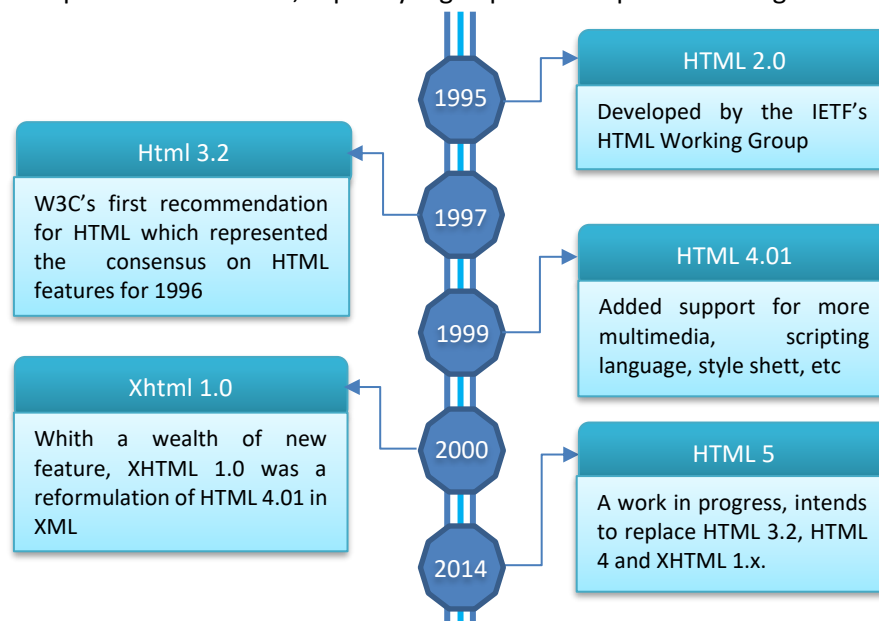 1995
HTML 2.0
Developed by the IETF's
HTML Working Group
Html 3.2
W3C's first recommendation
for HTML which represented
the consensus on HTML
features for 1996
1997
HTML 4.01
Added support for more
multimedia, scripting
language, style shett, etc
1999
Xhtml 1.0
Whith a wealth of new
feature, XHTML 1.0 was a
reformulation of HTML 4.01 in
XML
2000
HTML 5
A work in progress, intends
to replace HTML 3.2, HTML
4 and XHTML 1.x.
2014